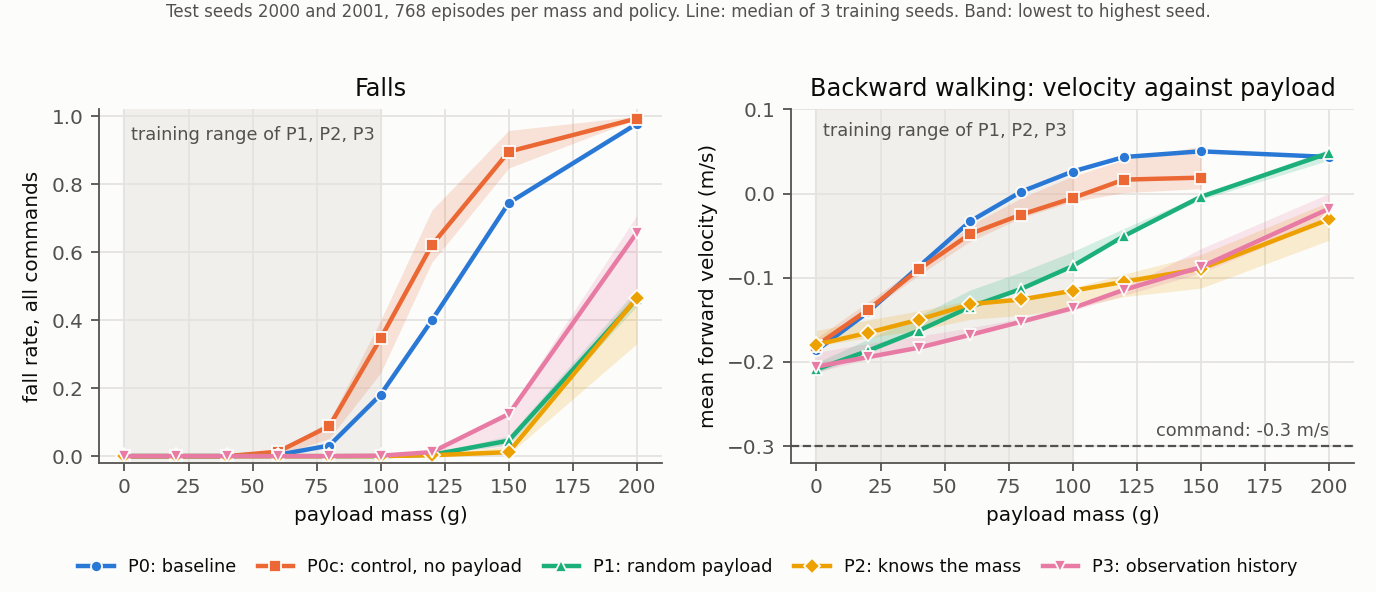 Test seeds 2000 and 2001, 768 episodes per mass and policy. Line: median of 3 training seeds. Band: lowest to highest seed.
Falls
training range of P1, P2, P3
fall rate, all commands
1.0
0.8
0.6
0.4
0.2
0.0
0 25 50 75 100 125 150 175 200
payload mass (g)
Backward walking: velocity against payload
training range of P1, P2, P3
mean forward velocity (m/s)
0.1
0.0
−0.1
−0.2
−0.3
command: -0.3 m/s
0 25 50 75 100 125 150 175 200
payload mass (g)
P0: baseline P0c: control, no payload P1: random payload P2: knows the mass P3: observation history